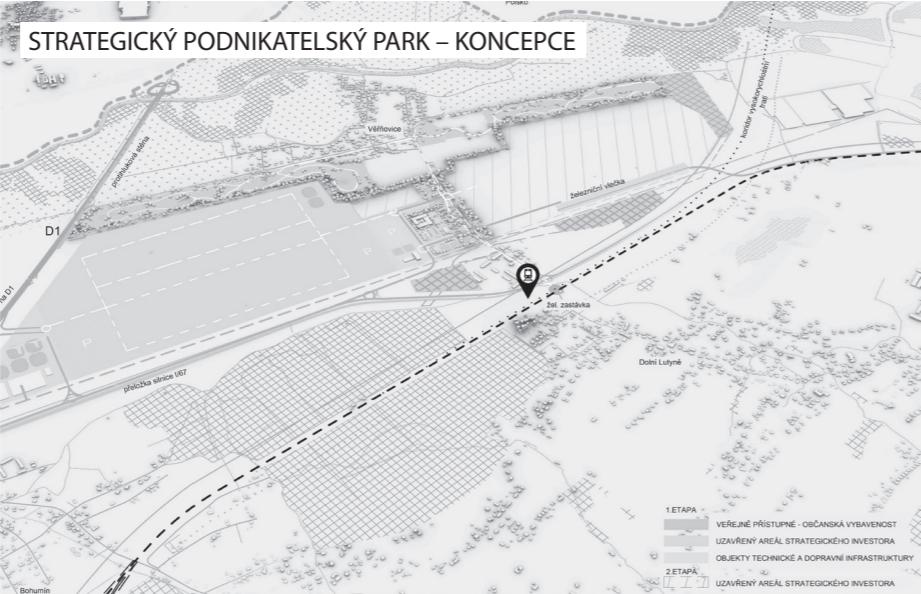 Polsko
STRATEGICKÝ PODNIKATELSKÝ PARK – KONCEPCE
koridor vysokorychlostní
trati
Věřňovice
protihluková stěna
železniční vlečka
D1
na D1
P
P
P
P
žel. zastávka
Dolní Lutyně
přeložka silnice I/67
1.ETAPA
VEŘEJNĚ PŘÍSTUPNÉ - OBČANSKÁ VYBAVENOST
UZAVŘENÝ AREÁL STRATEGICKÉHO INVESTORA
OBJEKTY TECHNICKÉ A DOPRAVNÍ INFRASTRUKTURY
2.ETAPA
UZAVŘENÝ AREÁL STRATEGICKÉHO INVESTORA
Bohumín